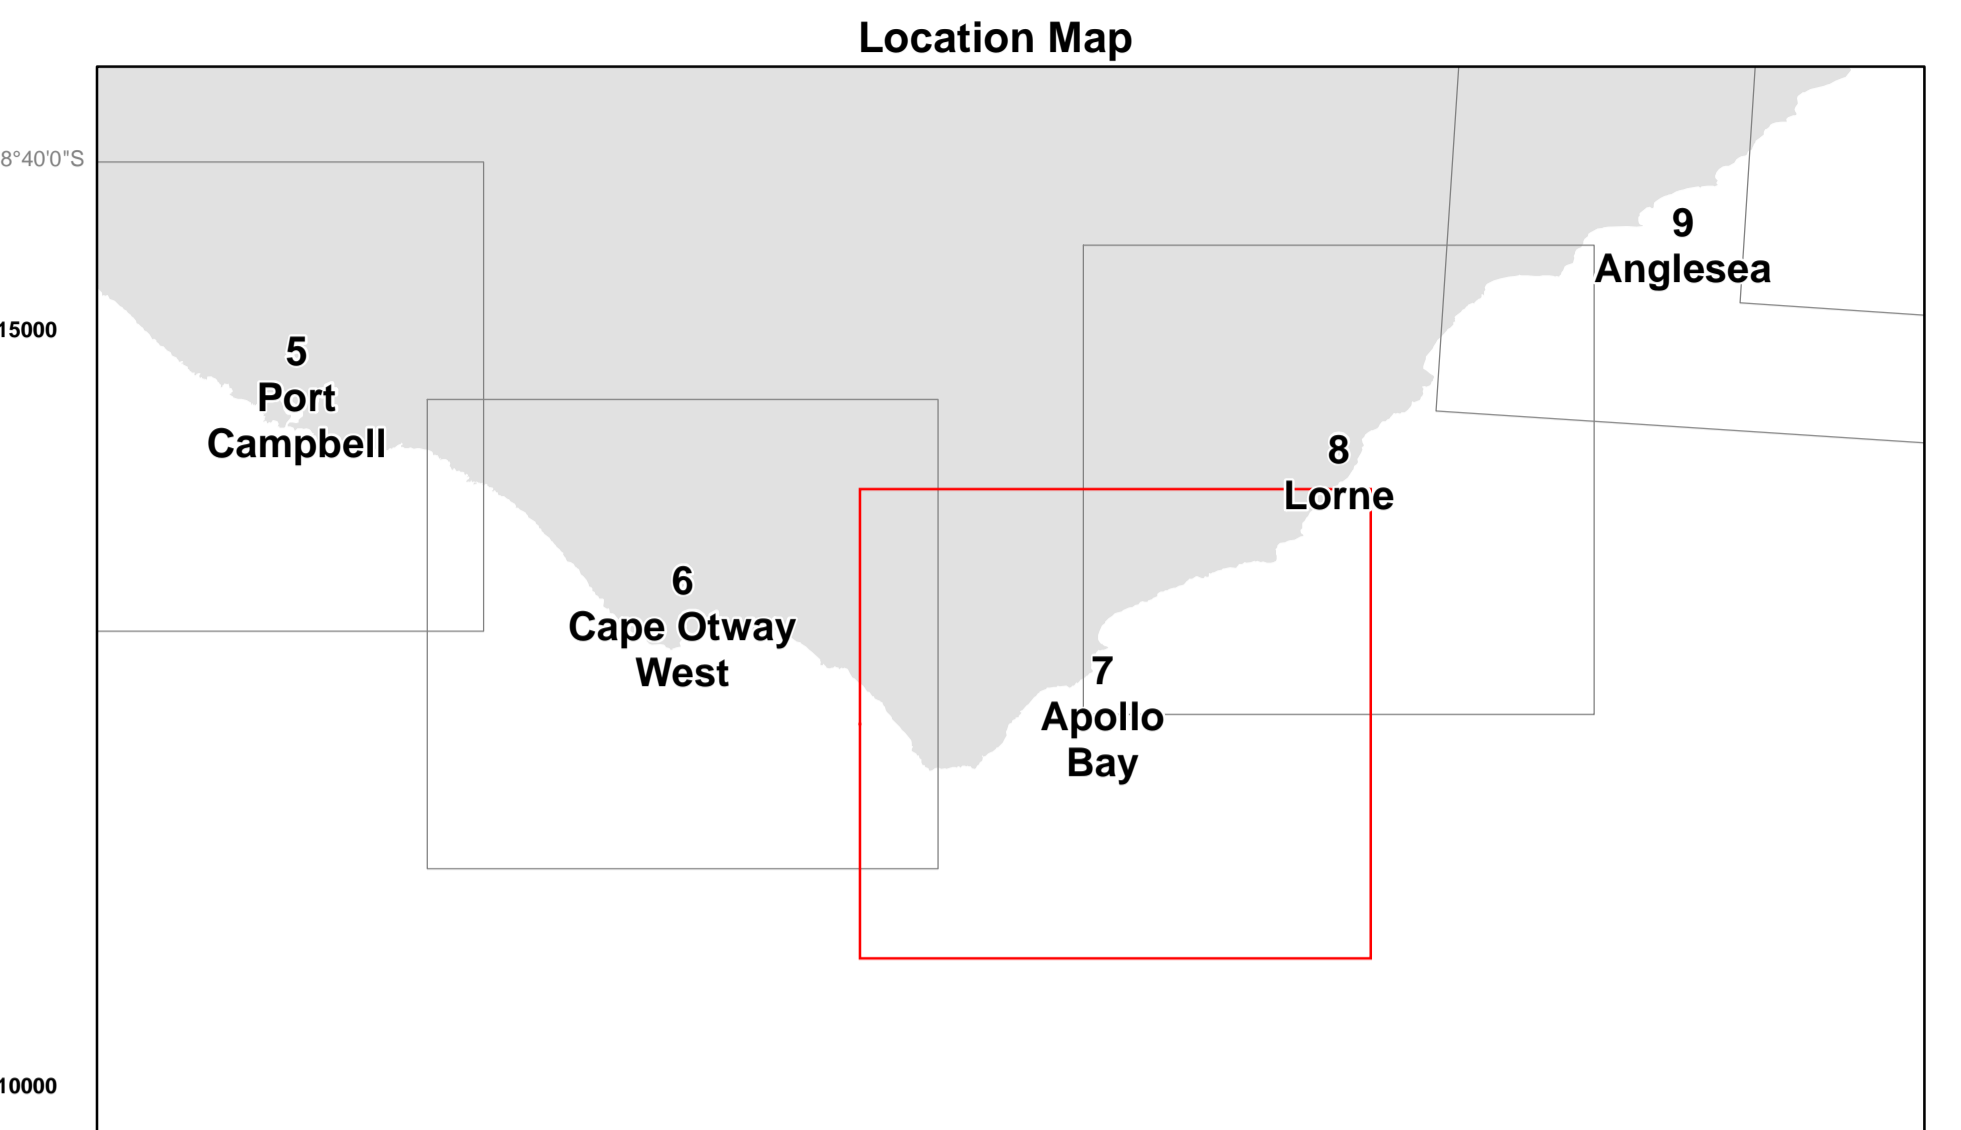 Location Map
8°40'0"S
9
Anglesea
15000
5
Port
Campbell
8
Lorne
6
Cape Otway
West
7
Apollo
Bay
10000